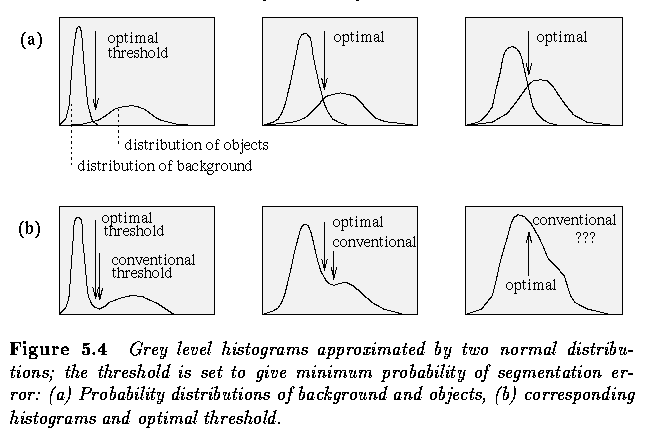 (a)
optimal
threshold
optimal
optimal
distribution of objects
distribution of background
(b)
optimal
threshold
conventional
threshold
optimal
conventional
conventional
???
optimal
Figure 5.4 Grey level histograms approximated by two normal distribu-
tions; the threshold is set to give minimum probability of segmentation er-
ror: (a) Probability distributions of background and objects, (b) corresponding
histograms and optimal threshold.